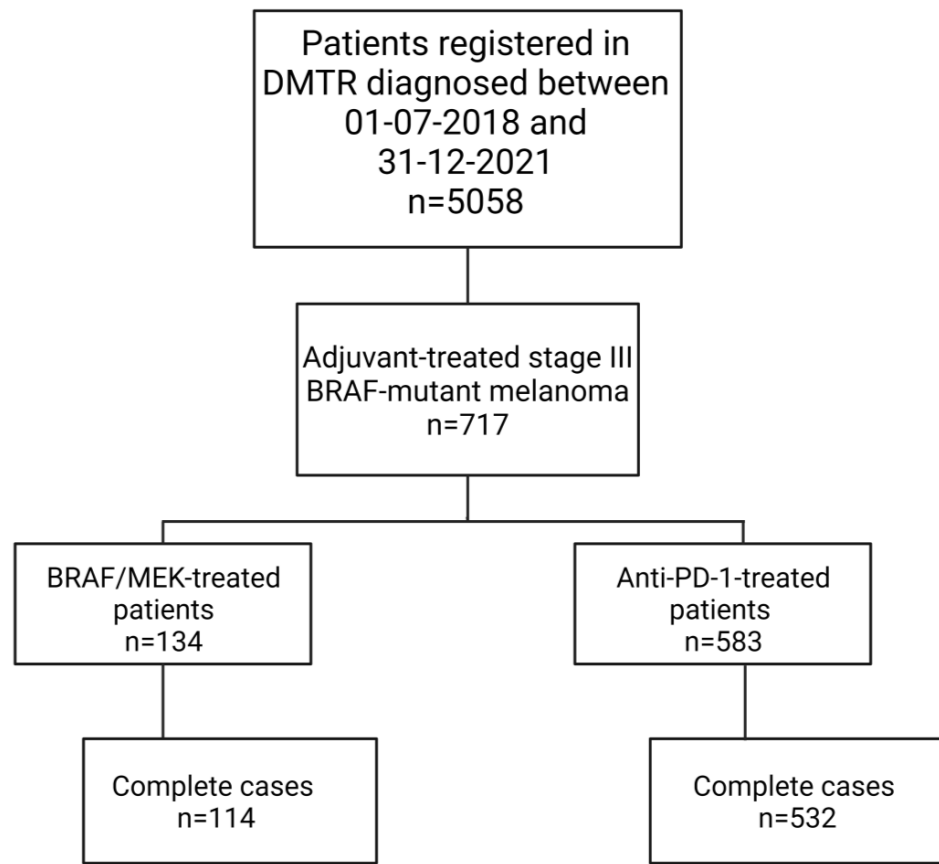 Patients registered in
DMTR diagnosed between
01-07-2018 and
31-12-2021
n=5058
Adjuvant-treated stage III
BRAF-mutant melanoma
n=717
BRAF/MEK-treated
patients
n=134
Anti-PD-1-treated
patients
n=583
Complete cases
n=114
Complete cases
n=532